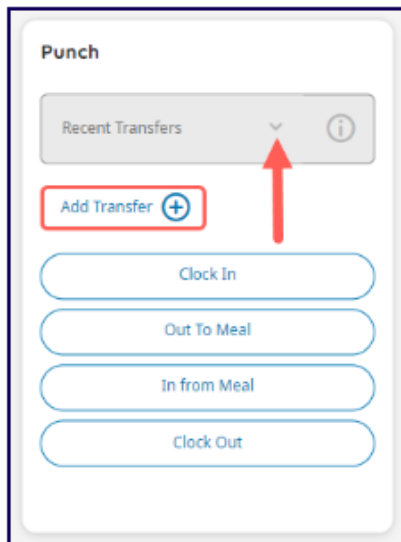 Punch
Recent Transfers
Add Transfer
Clock In
Out To Meal
In from Meal
Clock Out